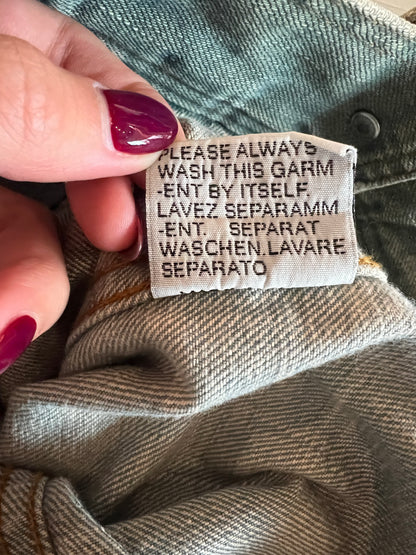 PLEASE ALWAYS
WASH THIS GARM
-ENT BY ITSELF.
LAVEZ SEPARAMM
-ENT. SEPARAT
WASCHEN.LAVARE
SEPARATO